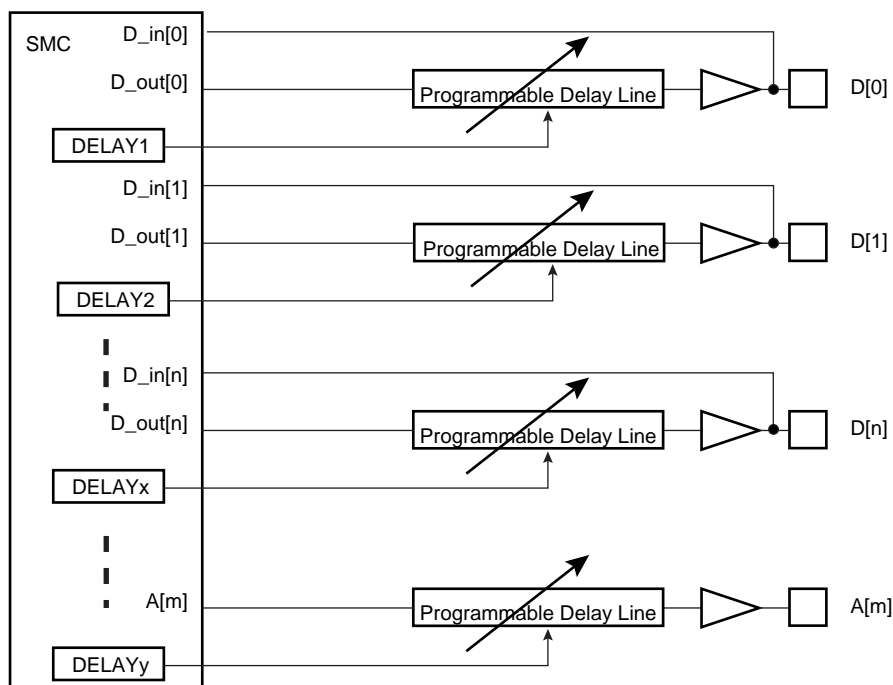 SMC
D_in[0]
D_out[0]
Programmable Delay Line
D[0]
DELAY1
D_in[1]
D_out[1]
Programmable Delay Line
D[1]
DELAY2
D_in[n]
D_out[n]
Programmable Delay Line
D[n]
DELAYx
A[m]
Programmable Delay Line
A[m]
DELAYy